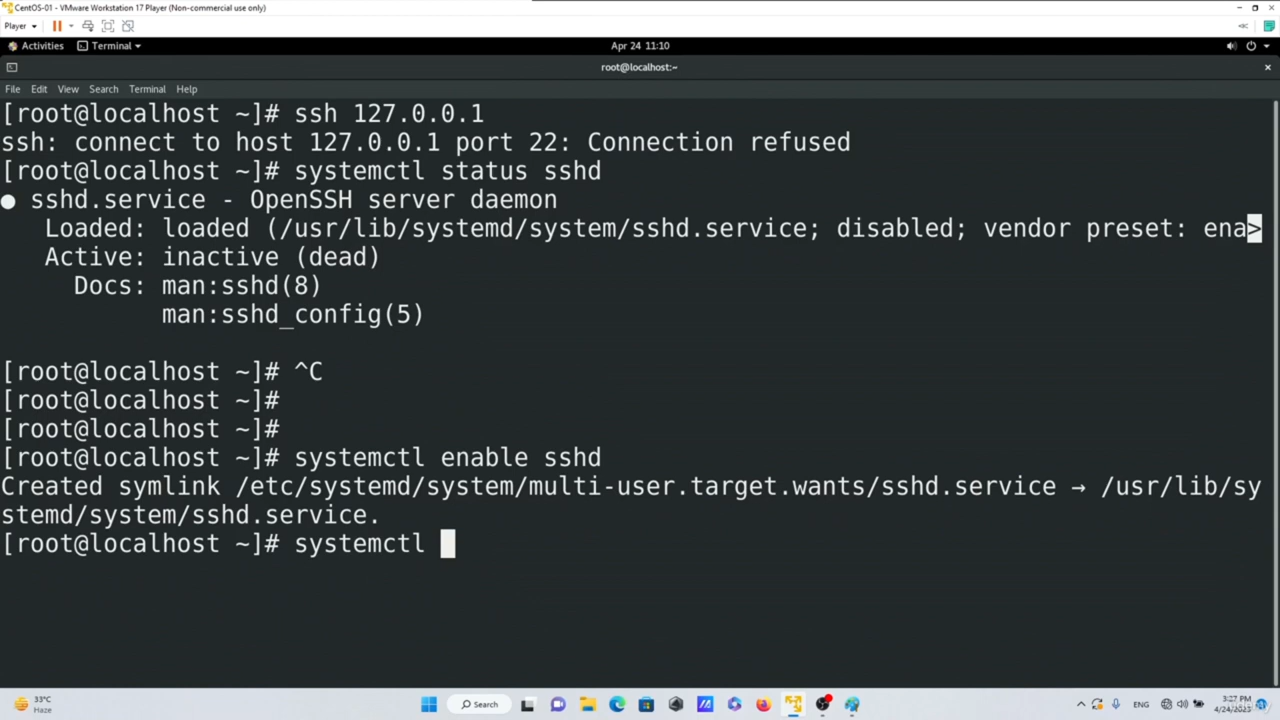 CentOS-01 - VMware Workstation 17 Player (Non-commercial use only)
Player
Activities Terminal Apr 24 11:10
root@localhost:~
File Edit View Search Terminal Help
[root@localhost ~]# ssh 127.0.0.1
ssh: connect to host 127.0.0.1 port 22: Connection refused
[root@localhost ~]# systemctl status sshd
● sshd.service - OpenSSH server daemon
Loaded: loaded (/usr/lib/systemd/system/sshd.service; disabled; vendor preset: ena>
Active: inactive (dead)
Docs: man:sshd(8)
man:sshd_config(5)
[root@localhost ~]# ^C
[root@localhost ~]#
[root@localhost ~]#
[root@localhost ~]# systemctl enable sshd
Created symlink /etc/systemd/system/multi-user.target.wants/sshd.service → /usr/lib/sy
stemd/system/sshd.service.
[root@localhost ~]# systemctl
33°C
Haze
Search
ENG
3:27 PM
4/24/2023